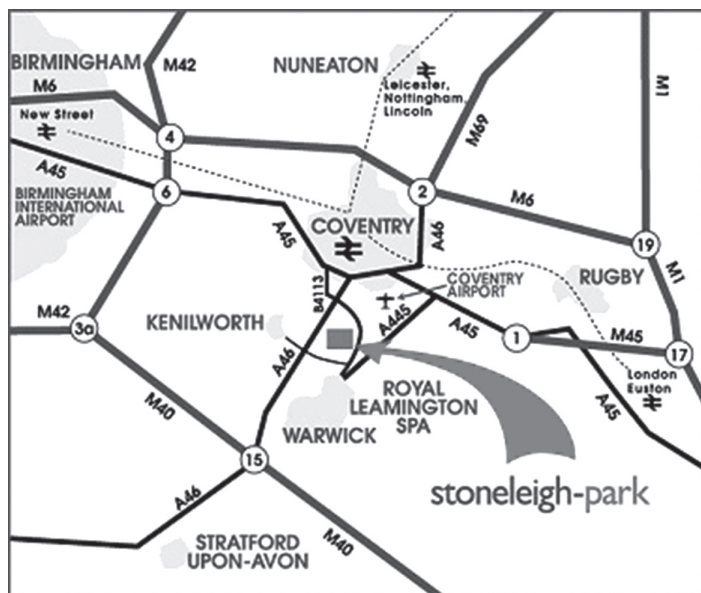 BIRMINGHAM
M42
NUNEATON
M6
New Street
Leicester,
Nottingham,
Lincoln
M1
M69
4
A45
6
2
M6
BIRMINGHAM
INTERNATIONAL
AIRPORT
A45
COVENTRY
A46
19
M1
B4113
COVENTRY
AIRPORT
RUGBY
M42
3a
KENILWORTH
A445
A45
1
M45
17
A46
London
Euston
M40
ROYAL
LEAMINGTON
SPA
A45
WARWICK
15
A46
stoneleigh-park
M40
STRATFORD
UPON-AVON